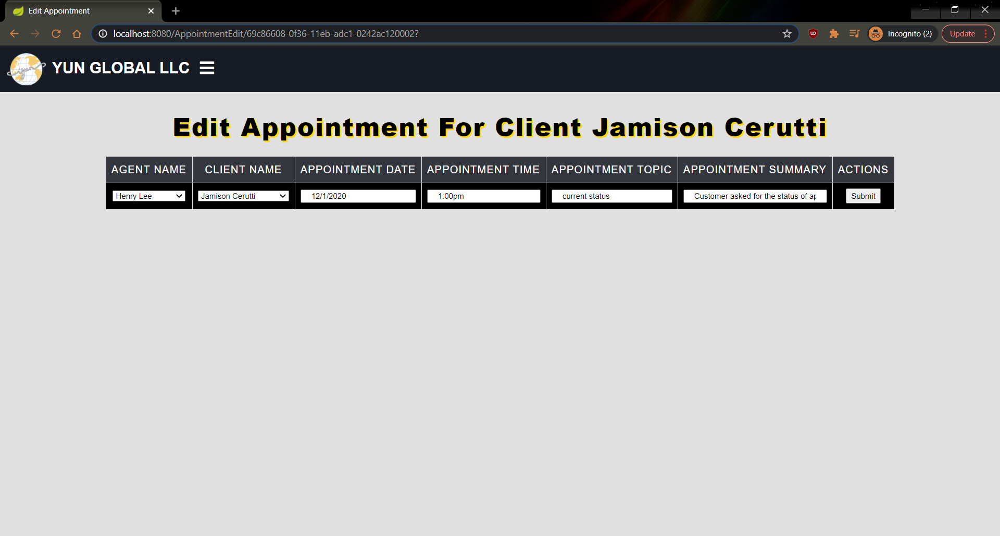 Edit Appointment
localhost:8080/AppointmentEdit/69c86608-0f36-11eb-adc1-0242ac120002?
Incognito (2)
Update
YUN GLOBAL LLC
Edit Appointment For Client Jamison Cerutti
AGENT NAME CLIENT NAME APPOINTMENT DATE APPOINTMENT TIME APPOINTMENT TOPIC APPOINTMENT SUMMARY ACTIONS
Henry Lee Jamison Cerutti 12/1/2020 1:00pm current status Customer asked for the status of ap Submit